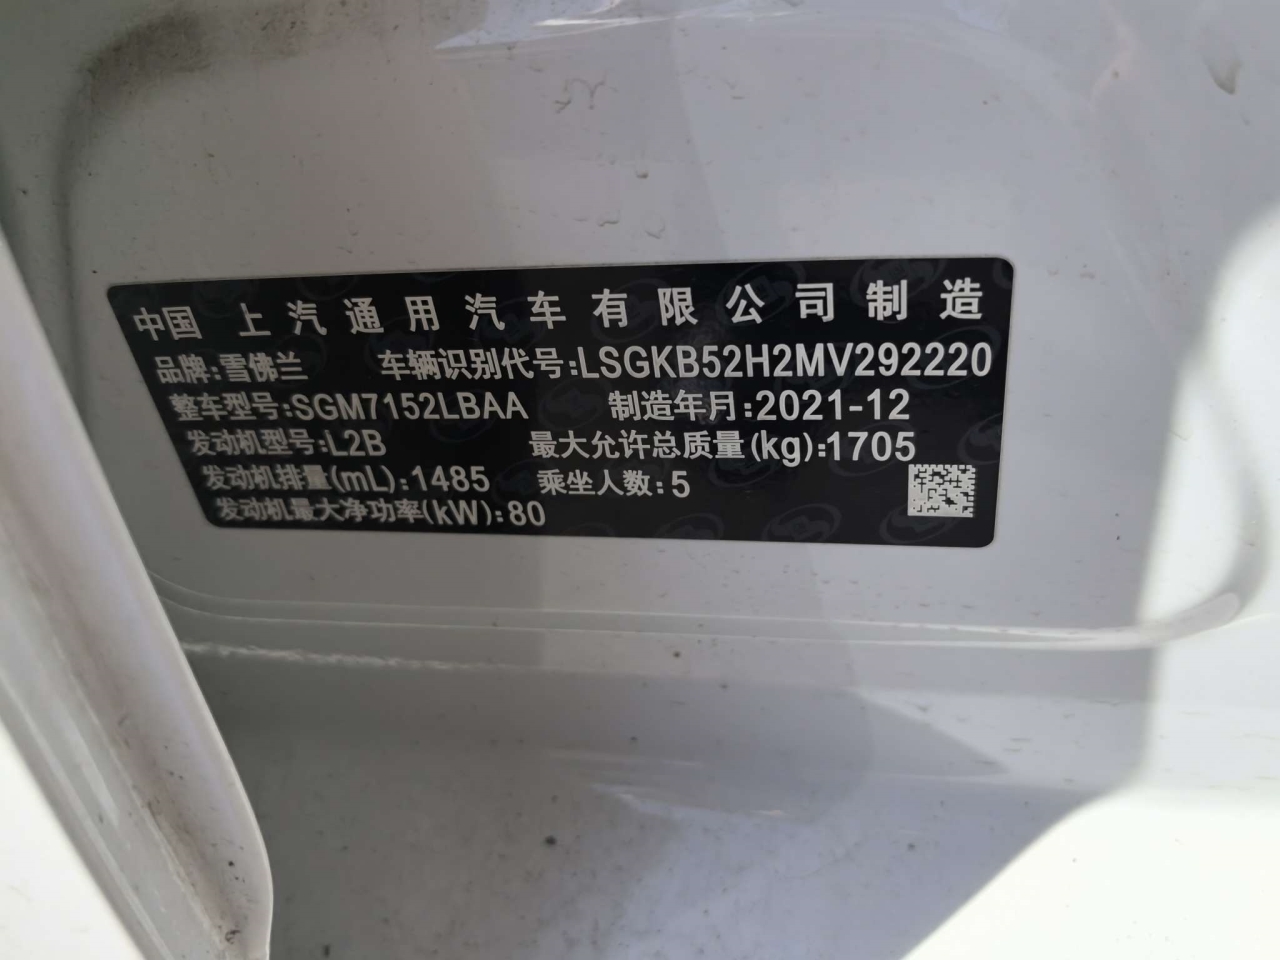 中国 上汽通用汽车有限公司制造
品牌:雪佛兰 车辆识别代号:LSGKB52H2MV292220
整车型号:SGM7152LBAA 制造年月:2021-12
发动机型号:L2B 最大允许总质量(kg):1705
发动机排量(mL):1485 乘坐人数:5
发动机最大净功率(kW):80